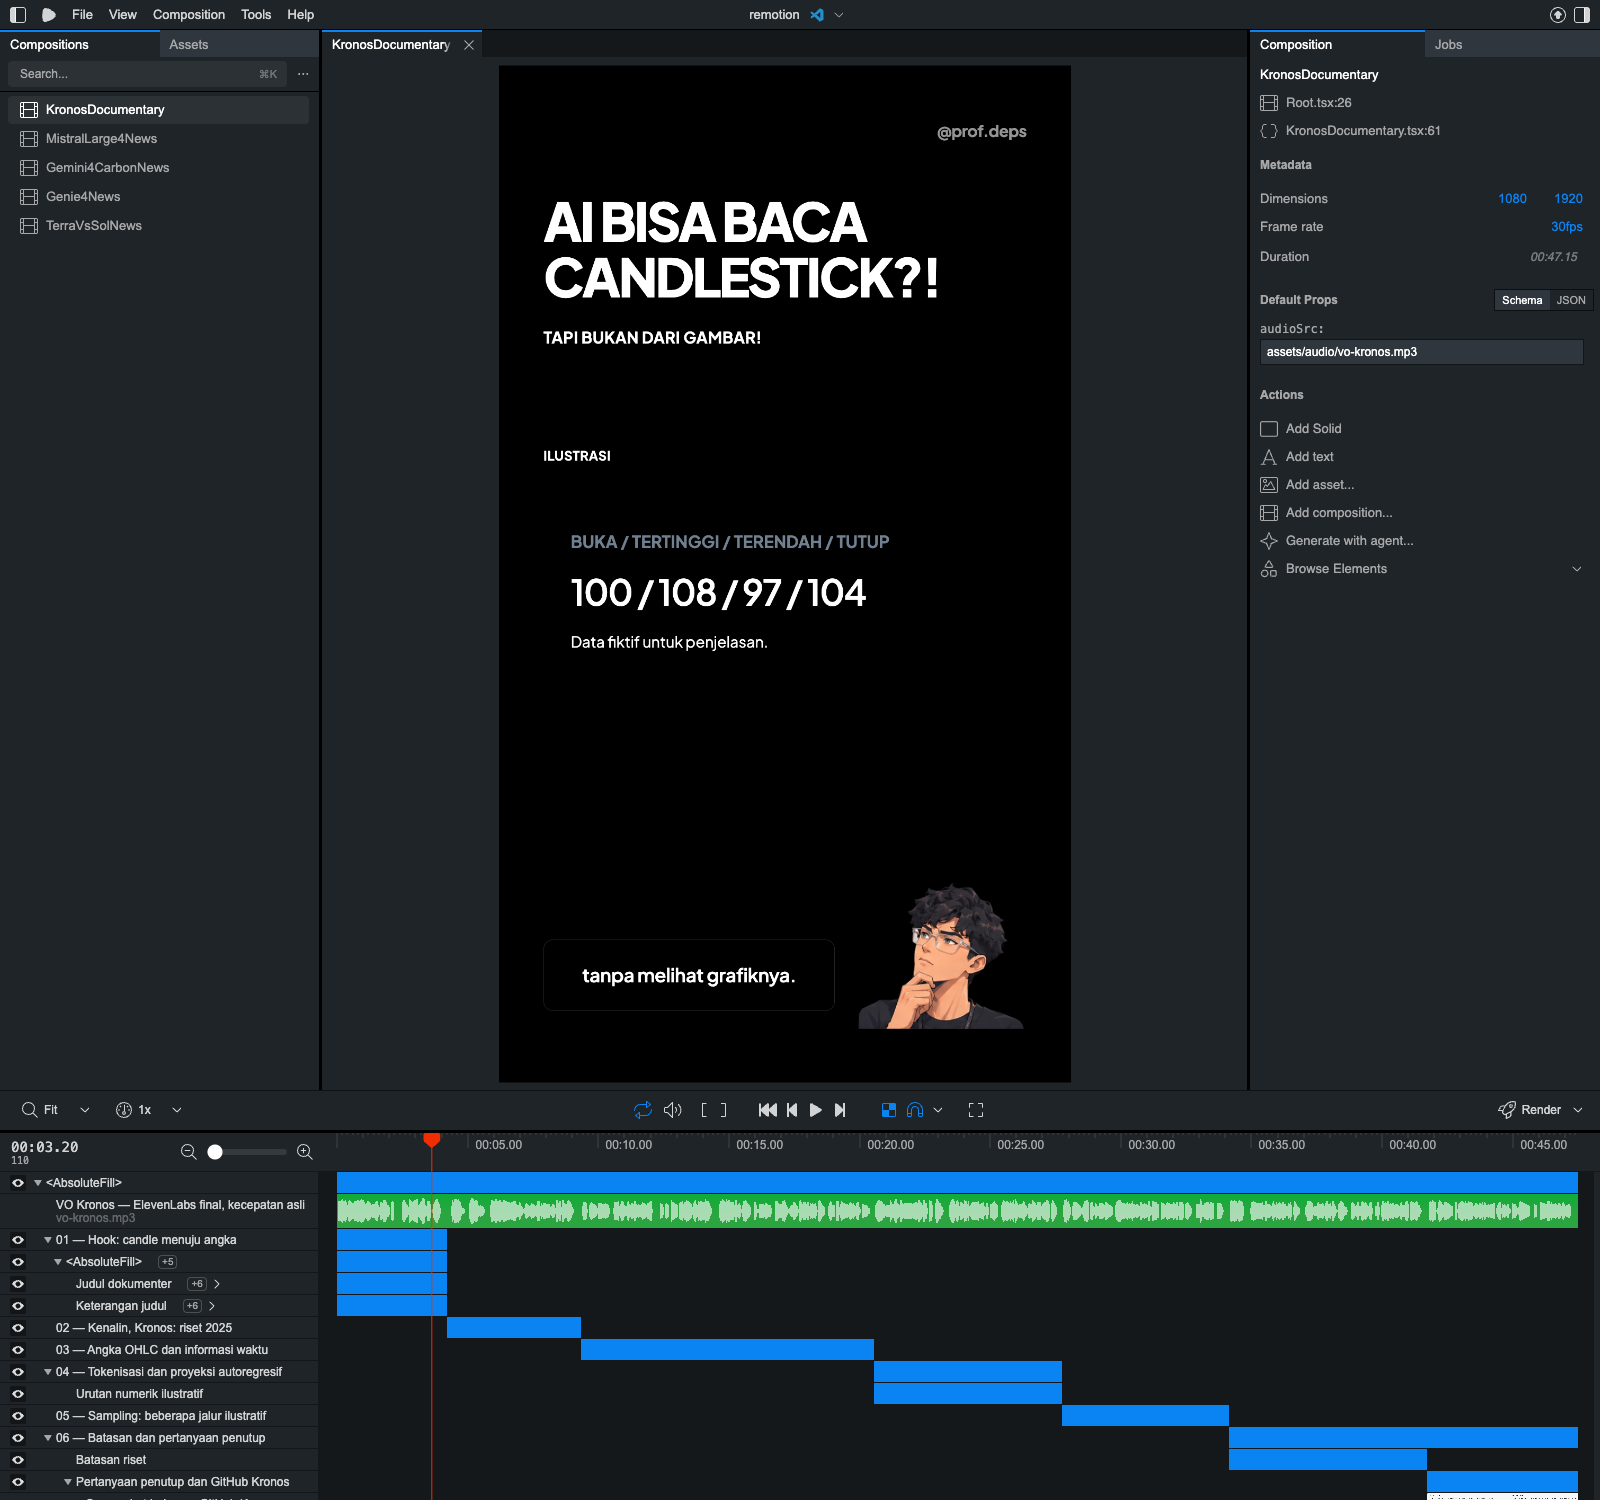 File View Composition Tools Help
remotion
Compositions
Assets
Search...
⌘K
KronosDocumentary
MistralLarge4News
Gemini4CarbonNews
Genie4News
TerraVsSolNews
KronosDocumentary
@prof.deps
AI BISA BACA
CANDLESTICK?!
TAPI BUKAN DARI GAMBAR!
ILUSTRASI
BUKA / TERTINGGI / TERENDAH / TUTUP
100 / 108 / 97 / 104
Data fiktif untuk penjelasan.
tanpa melihat grafiknya.
Composition
Jobs
KronosDocumentary
Root.tsx:26
KronosDocumentary.tsx:61
Metadata
Dimensions 1080 1920
Frame rate 30fps
Duration 00:47.15
Default Props Schema JSON
audioSrc:
assets/audio/vo-kronos.mp3
Actions
Add Solid
Add text
Add asset...
Add composition...
Generate with agent...
Browse Elements
Fit 1x
Render
00:03.20
110
00:05.00 00:10.00 00:15.00 00:20.00 00:25.00 00:30.00 00:35.00 00:40.00 00:45.00
<AbsoluteFill>
VO Kronos — ElevenLabs final, kecepatan asli
vo-kronos.mp3
01 — Hook: candle menuju angka
<AbsoluteFill> +5
Judul dokumenter +6
Keterangan judul +6
02 — Kenalin, Kronos: riset 2025
03 — Angka OHLC dan informasi waktu
04 — Tokenisasi dan proyeksi autoregresif
Urutan numerik ilustratif
05 — Sampling: beberapa jalur ilustratif
06 — Batasan dan pertanyaan penutup
Batasan riset
Pertanyaan penutup dan GitHub Kronos